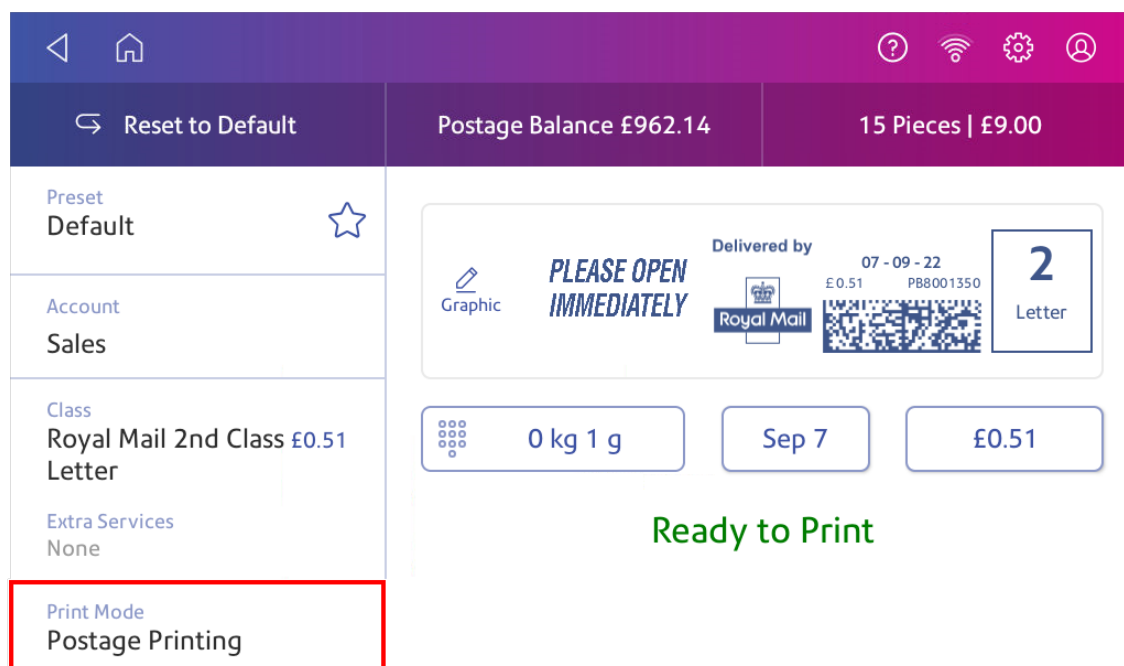 Reset to Default
Postage Balance £962.14
15 Pieces | £9.00
Preset
Default
Account
Sales
Class
Royal Mail 2nd Class £0.51
Letter
Extra Services
None
Print Mode
Postage Printing
Graphic
PLEASE OPEN
IMMEDIATELY
Delivered by
Royal Mail
07 - 09 - 22
£0.51 PB8001350
2
Letter
0 kg 1 g
Sep 7
£0.51
Ready to Print